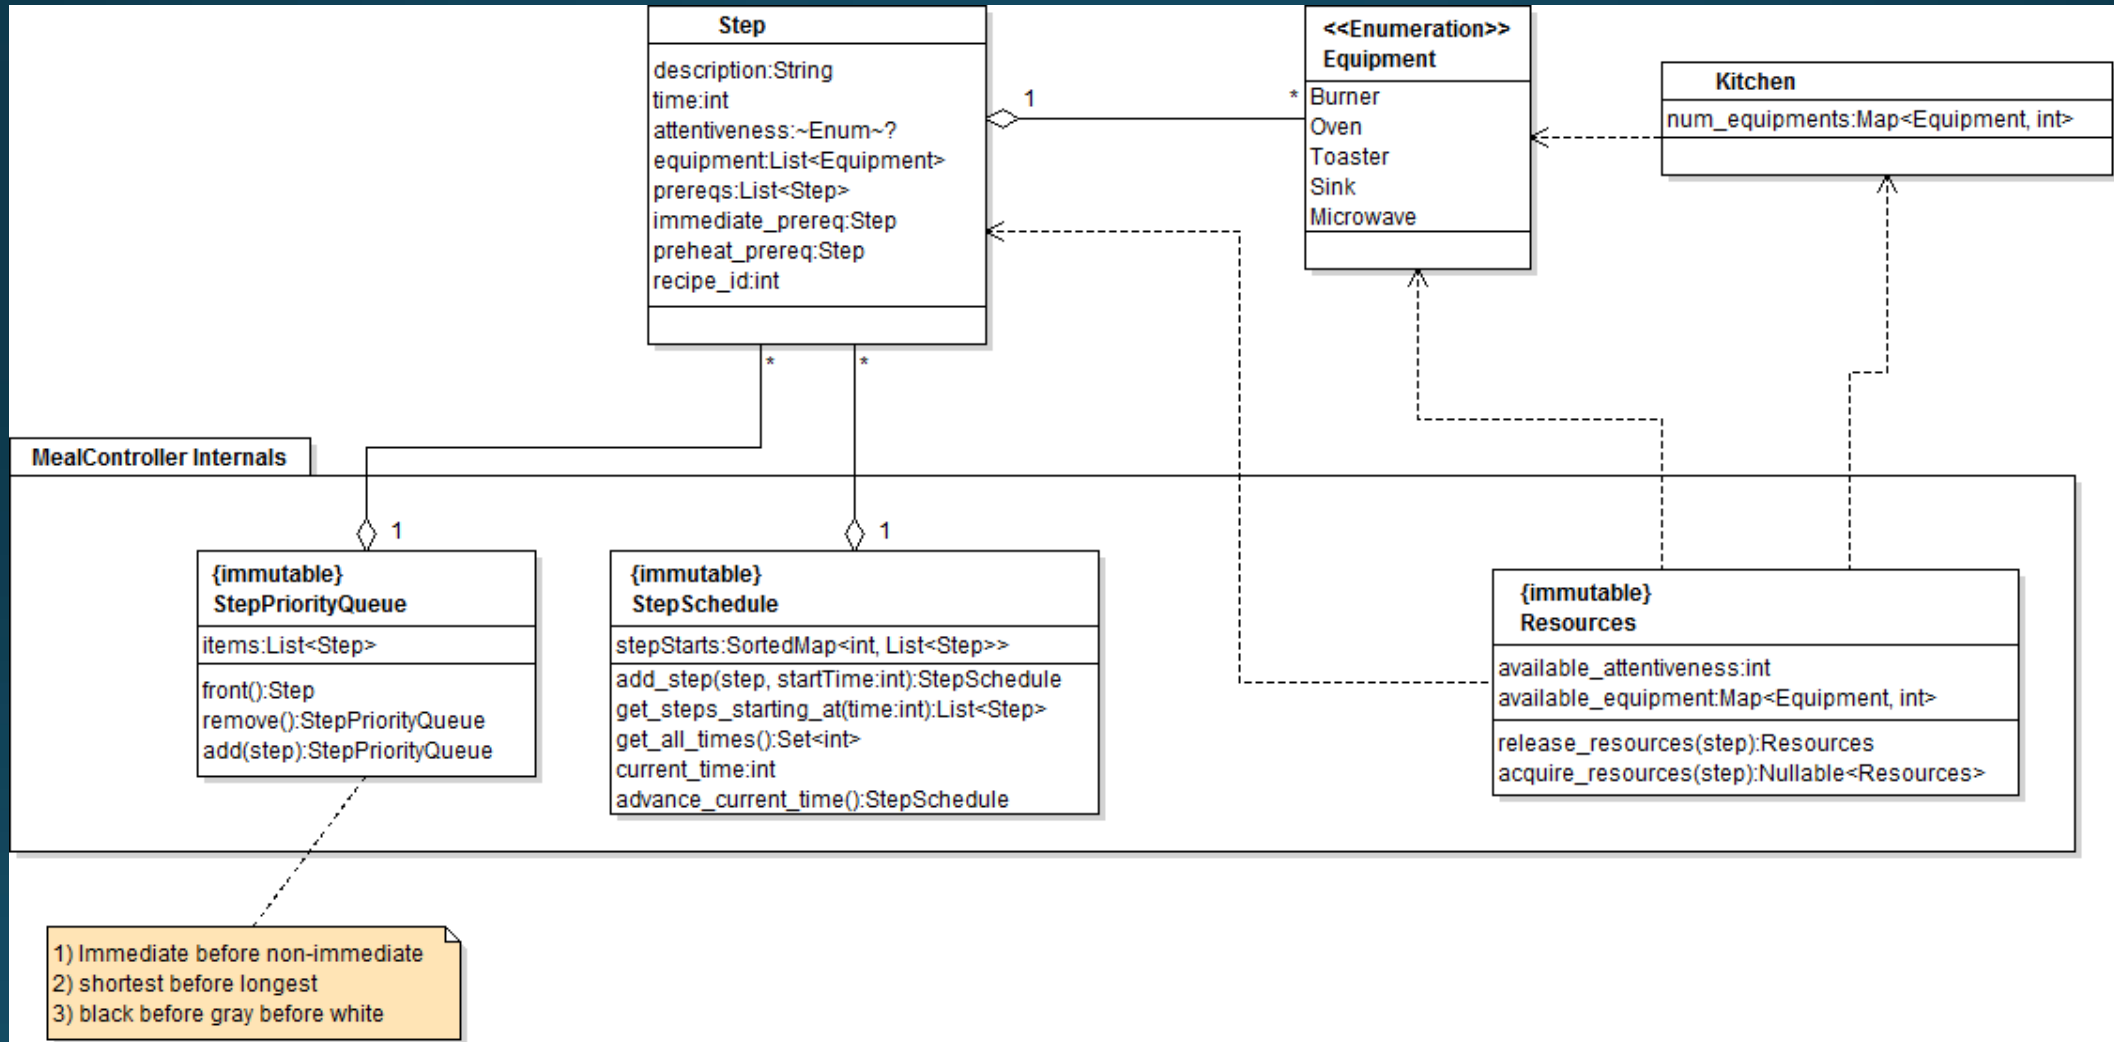 Step
description:String
time:int
attentiveness:~Enum~?
equipment:List<Equipment>
prereqs:List<Step>
immediate_prereq:Step
preheat_prereq:Step
recipe_id:int
1
*
<<Enumeration>>
Equipment
Burner
Oven
Toaster
Sink
Microwave
Kitchen
num_equipments:Map<Equipment, int>
*
*
MealController Internals
1
1
{immutable}
StepPriorityQueue
items:List<Step>
front():Step
remove():StepPriorityQueue
add(step):StepPriorityQueue
{immutable}
StepSchedule
stepStarts:SortedMap<int, List<Step>>
add_step(step, startTime:int):StepSchedule
get_steps_starting_at(time:int):List<Step>
get_all_times():Set<int>
current_time:int
advance_current_time():StepSchedule
{immutable}
Resources
available_attentiveness:int
available_equipment:Map<Equipment, int>
release_resources(step):Resources
acquire_resources(step):Nullable<Resources>
1) Immediate before non-immediate
2) shortest before longest
3) black before gray before white